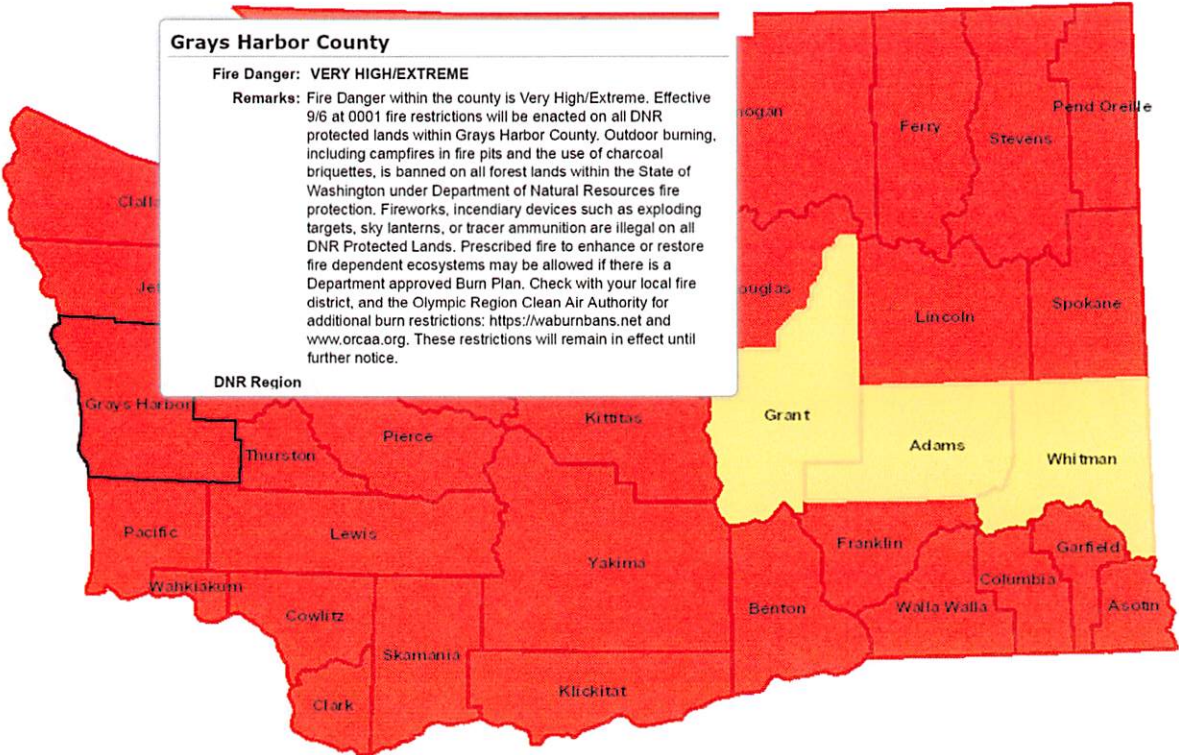 Grays Harbor County
Fire Danger: VERY HIGH/EXTREME
Remarks: Fire Danger within the county is Very High/Extreme. Effective
9/6 at 0001 fire restrictions will be enacted on all DNR
protected lands within Grays Harbor County. Outdoor burning,
including campfires in fire pits and the use of charcoal
briquettes, is banned on all forest lands within the State of
Washington under Department of Natural Resources fire
protection. Fireworks, incendiary devices such as exploding
targets, sky lanterns, or tracer ammunition are illegal on all
DNR Protected Lands. Prescribed fire to enhance or restore
fire dependent ecosystems may be allowed if there is a
Department approved Burn Plan. Check with your local fire
district, and the Olympic Region Clean Air Authority for
additional burn restrictions: https://waburnbans.net and
www.orcaa.org. These restrictions will remain in effect until
further notice.
DNR Region
nogan
Ferry
Stevens
Pend Oreille
Clalla
Jef
ouglas
Lincoln
Spokane
Grays Harbor
Thurston
Pierce
Kittitas
Grant
Adams
Whitman
Pacific
Lewis
Yakima
Franklin
Garfield
Wahkiakum
Cowlitz
Columbia
Benton
Walla Walla
Asotin
Skamania
Clark
Klickitat